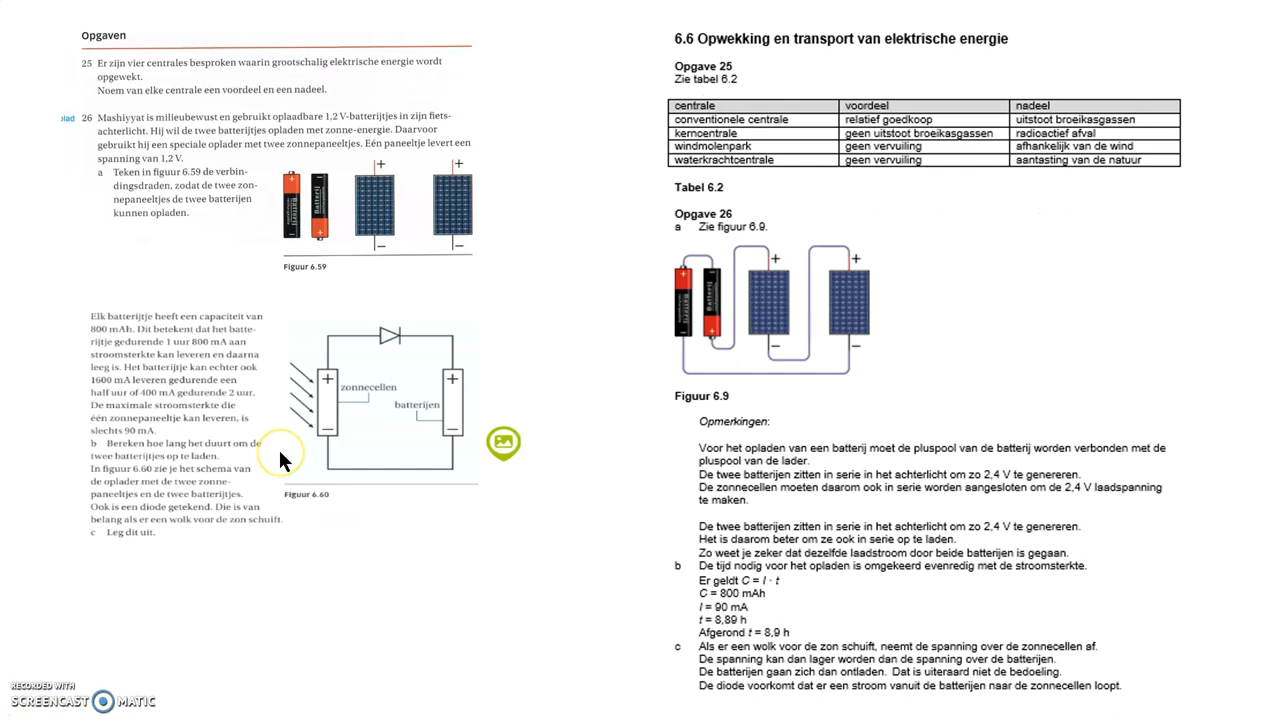 Opgaven
25 Er zijn vier centrales besproken waarin grootschalig elektrische energie wordt
opgewekt.
Noem van elke centrale een voordeel en een nadeel.
lad
26 Mashiyyat is milieubewust en gebruikt oplaadbare 1,2 V-batterijtjes in zijn fiets-
achterlicht. Hij wil de twee batterijtjes opladen met zonne-energie. Daarvoor
gebruikt hij een speciale oplader met twee zonnepaneeltjes. Eén paneeltje levert een
spanning van 1,2 V.
a Teken in figuur 6.59 de verbin-
dingsdraden, zodat de twee zon-
nepaneeltjes de twee batterijen
kunnen opladen.
+ +
+ Batterij − Batterij
− +
− −
Figuur 6.59
Elk batterijtje heeft een capaciteit van
800 mAh. Dit betekent dat het batte-
rijtje gedurende 1 uur 800 mA aan
stroomsterkte kan leveren en daarna
leeg is. Het batterijtje kan echter ook
1600 mA leveren gedurende een
half uur of 400 mA gedurende 2 uur.
De maximale stroomsterkte die
één zonnepaneeltje kan leveren, is
slechts 90 mA.
b Bereken hoe lang het duurt om de
twee batterijtjes op te laden.
In figuur 6.60 zie je het schema van
de oplader met de twee zonne-
paneeltjes en de twee batterijtjes.
Ook is een diode getekend. Die is van
belang als er een wolk voor de zon schuift.
c Leg dit uit.
+ +
zonnecellen
batterijen
− −
Figuur 6.60
RECORDED WITH
SCREENCAST MATIC
6.6 Opwekking en transport van elektrische energie
Opgave 25
Zie tabel 6.2
centrale voordeel nadeel
conventionele centrale relatief goedkoop uitstoot broeikasgassen
kerncentrale geen uitstoot broeikasgassen radioactief afval
windmolenpark geen vervuiling afhankelijk van de wind
waterkrachtcentrale geen vervuiling aantasting van de natuur
Tabel 6.2
Opgave 26
a Zie figuur 6.9.
+ +
+ Batterij − Batterij
− +
− −
Figuur 6.9
Opmerkingen:
Voor het opladen van een batterij moet de pluspool van de batterij worden verbonden met de
pluspool van de lader.
De twee batterijen zitten in serie in het achterlicht om zo 2,4 V te genereren.
De zonnecellen moeten daarom ook in serie worden aangesloten om de 2,4 V laadspanning
te maken.
De twee batterijen zitten in serie in het achterlicht om zo 2,4 V te genereren.
Het is daarom beter om ze ook in serie op te laden.
Zo weet je zeker dat dezelfde laadstroom door beide batterijen is gegaan.
b De tijd nodig voor het opladen is omgekeerd evenredig met de stroomsterkte.
Er geldt C = I · t
C = 800 mAh
I = 90 mA
t = 8,89 h
Afgerond t = 8,9 h
c Als er een wolk voor de zon schuift, neemt de spanning over de zonnecellen af.
De spanning kan dan lager worden dan de spanning over de batterijen.
De batterijen gaan zich dan ontladen. Dat is uiteraard niet de bedoeling.
De diode voorkomt dat er een stroom vanuit de batterijen naar de zonnecellen loopt.